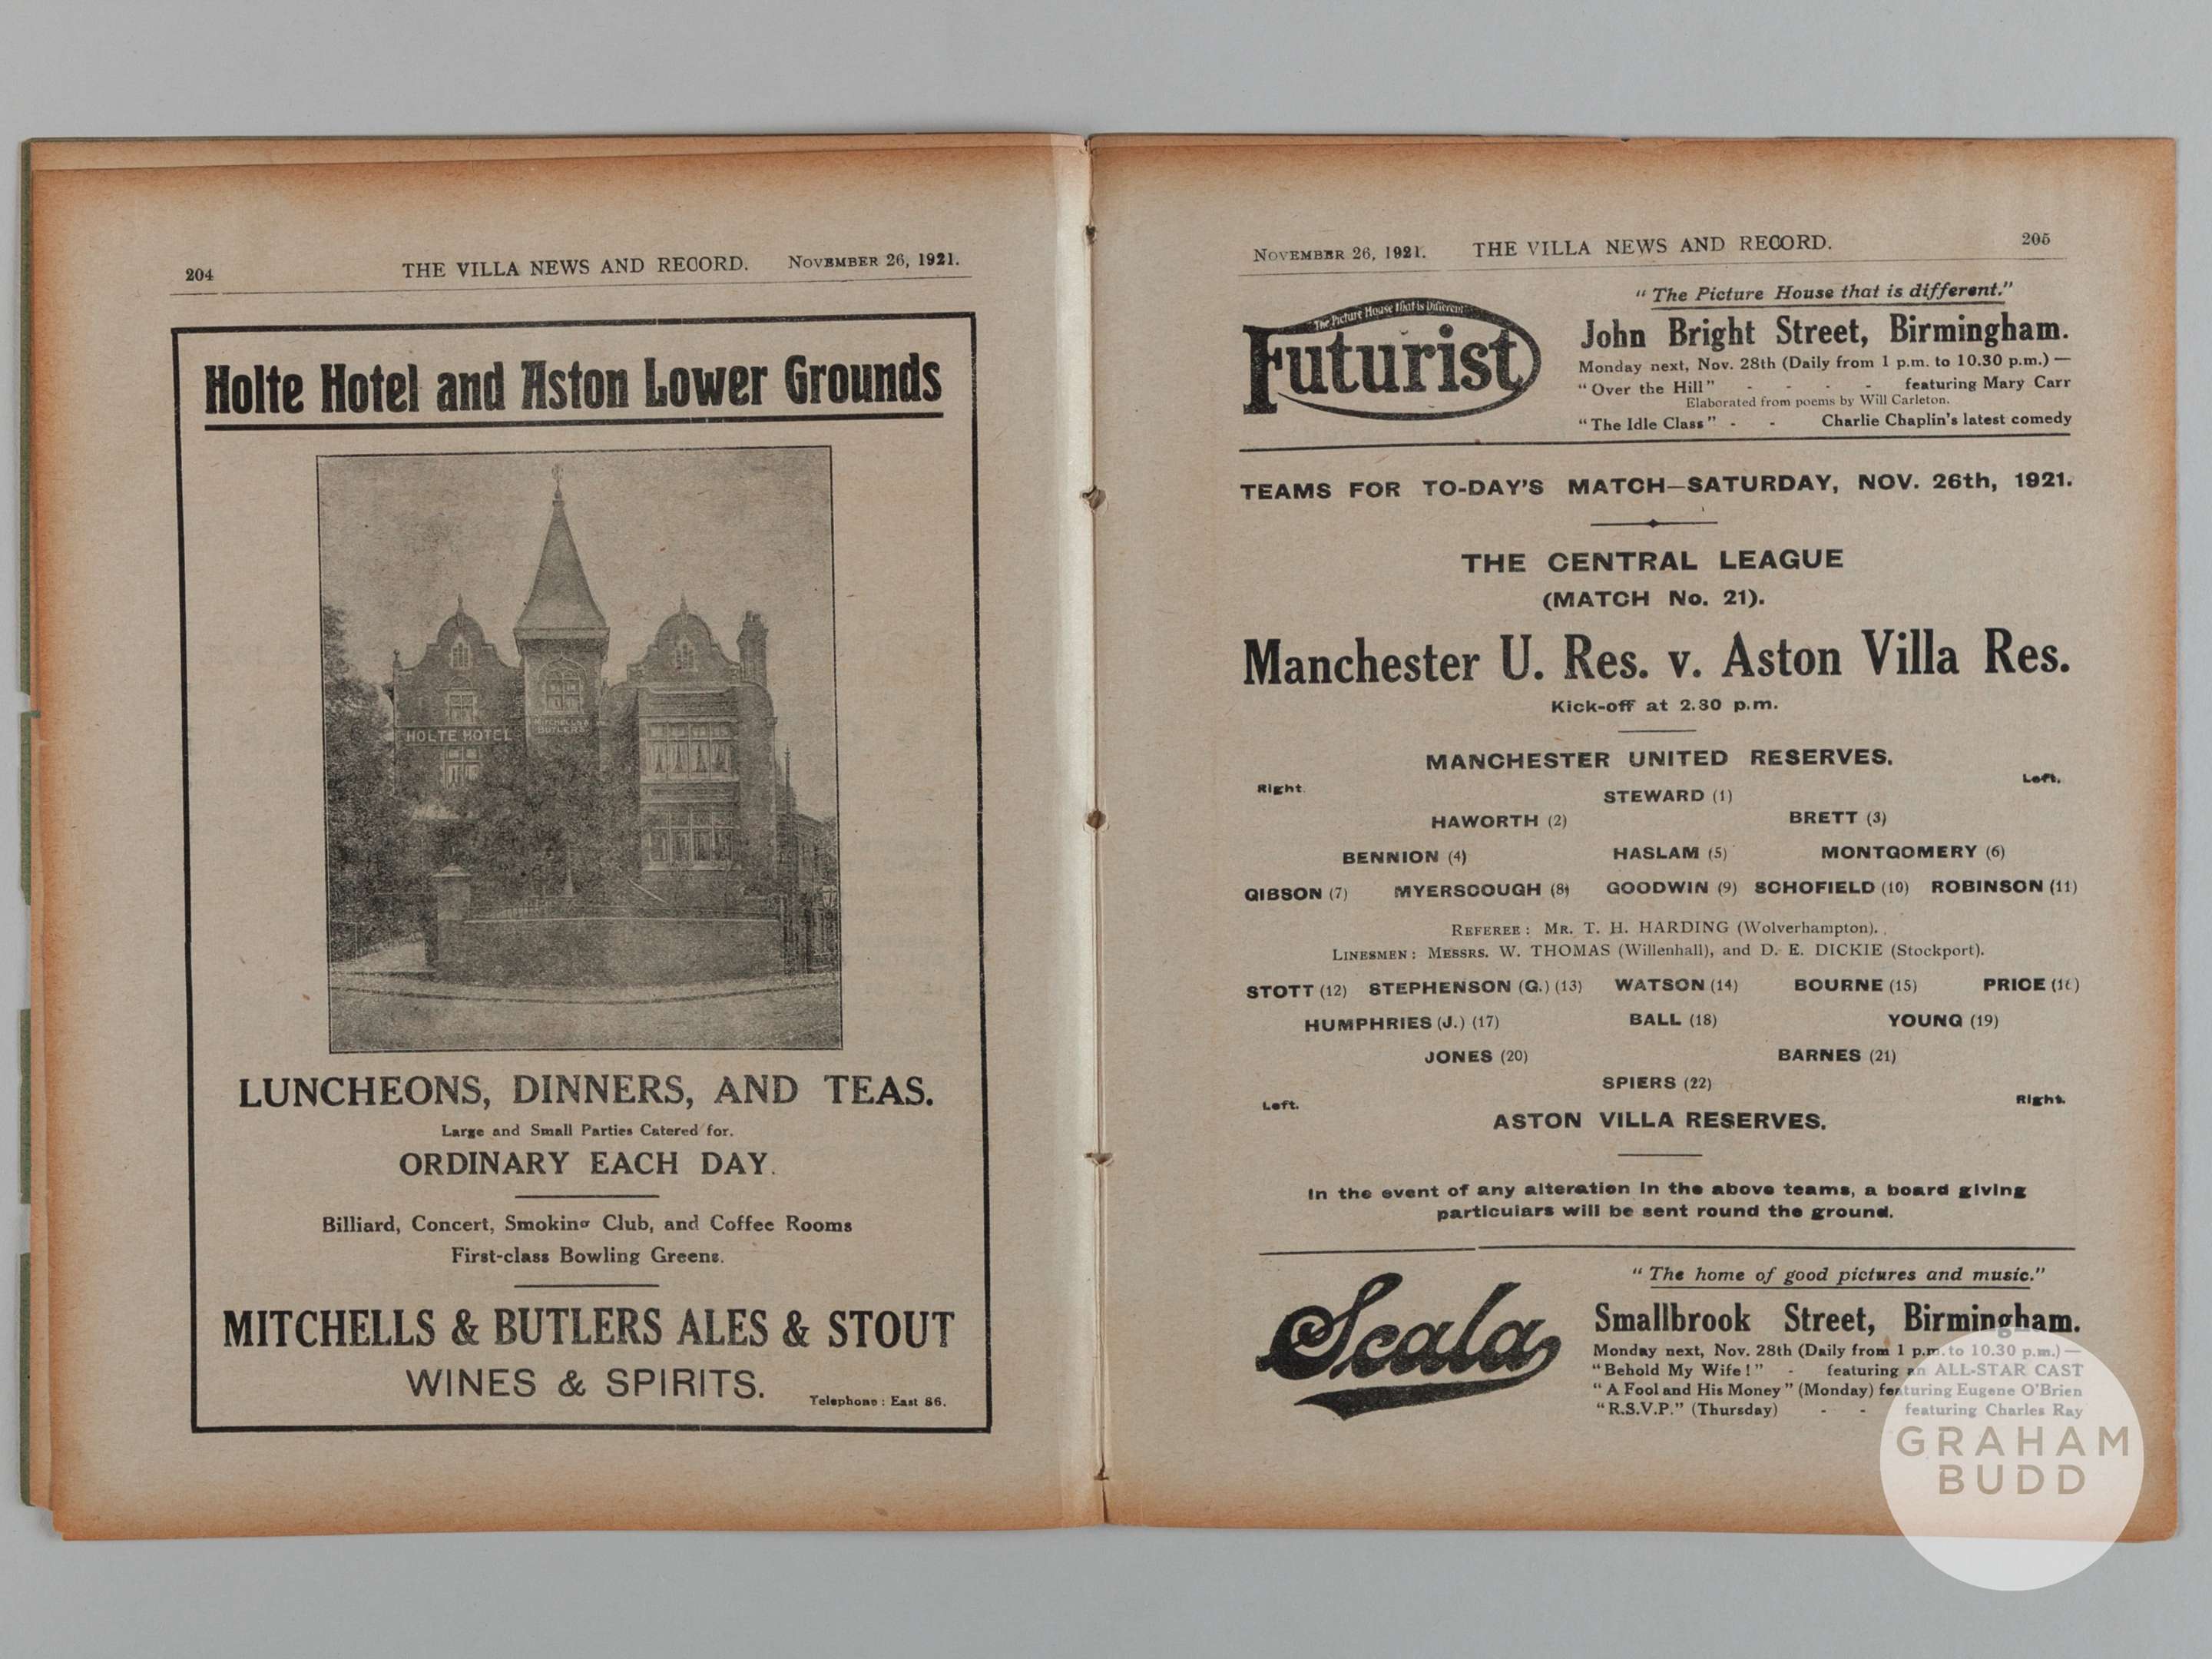 204 THE VILLA NEWS AND RECORD. NOVEMBER 26, 1921.
Holte Hotel and Aston Lower Grounds
HOLTE HOTEL
MITCHELLS &
BUTLERS
LUNCHEONS, DINNERS, AND TEAS.
Large and Small Parties Catered for.
ORDINARY EACH DAY.
Billiard, Concert, Smoking Club, and Coffee Rooms
First-class Bowling Greens.
MITCHELLS & BUTLERS ALES & STOUT
WINES & SPIRITS.
Telephone : East 86.
NOVEMBER 26, 1921. THE VILLA NEWS AND RECORD. 205
The Picture House that is Different
Futurist
"The Picture House that is different."
John Bright Street, Birmingham.
Monday next, Nov. 28th (Daily from 1 p.m. to 10.30 p.m.) —
"Over the Hill" - - - - featuring Mary Carr
Elaborated from poems by Will Carleton.
"The Idle Class" - - Charlie Chaplin's latest comedy
TEAMS FOR TO-DAY'S MATCH—SATURDAY, NOV. 26th, 1921.
THE CENTRAL LEAGUE
(MATCH No. 21).
Manchester U. Res. v. Aston Villa Res.
Kick-off at 2.30 p.m.
MANCHESTER UNITED RESERVES.
Right. Left.
STEWARD (1)
HAWORTH (2) BRETT (3)
BENNION (4) HASLAM (5) MONTGOMERY (6)
GIBSON (7) MYERSCOUGH (8) GOODWIN (9) SCHOFIELD (10) ROBINSON (11)
REFEREE : MR. T. H. HARDING (Wolverhampton).
LINESMEN : MESSRS. W. THOMAS (Willenhall), and D. E. DICKIE (Stockport).
STOTT (12) STEPHENSON (G.) (13) WATSON (14) BOURNE (15) PRICE (16)
HUMPHRIES (J.) (17) BALL (18) YOUNG (19)
JONES (20) BARNES (21)
SPIERS (22)
Left. Right.
ASTON VILLA RESERVES.
In the event of any alteration in the above teams, a board giving
particulars will be sent round the ground.
Scala
"The home of good pictures and music."
Smallbrook Street, Birmingham.
Monday next, Nov. 28th (Daily from 1 p.m. to 10.30 p.m.) —
"Behold My Wife!" - featuring an ALL-STAR CAST
"A Fool and His Money" (Monday) featuring Eugene O'Brien
"R.S.V.P." (Thursday) - - featuring Charles Ray
GRAHAM
BUDD